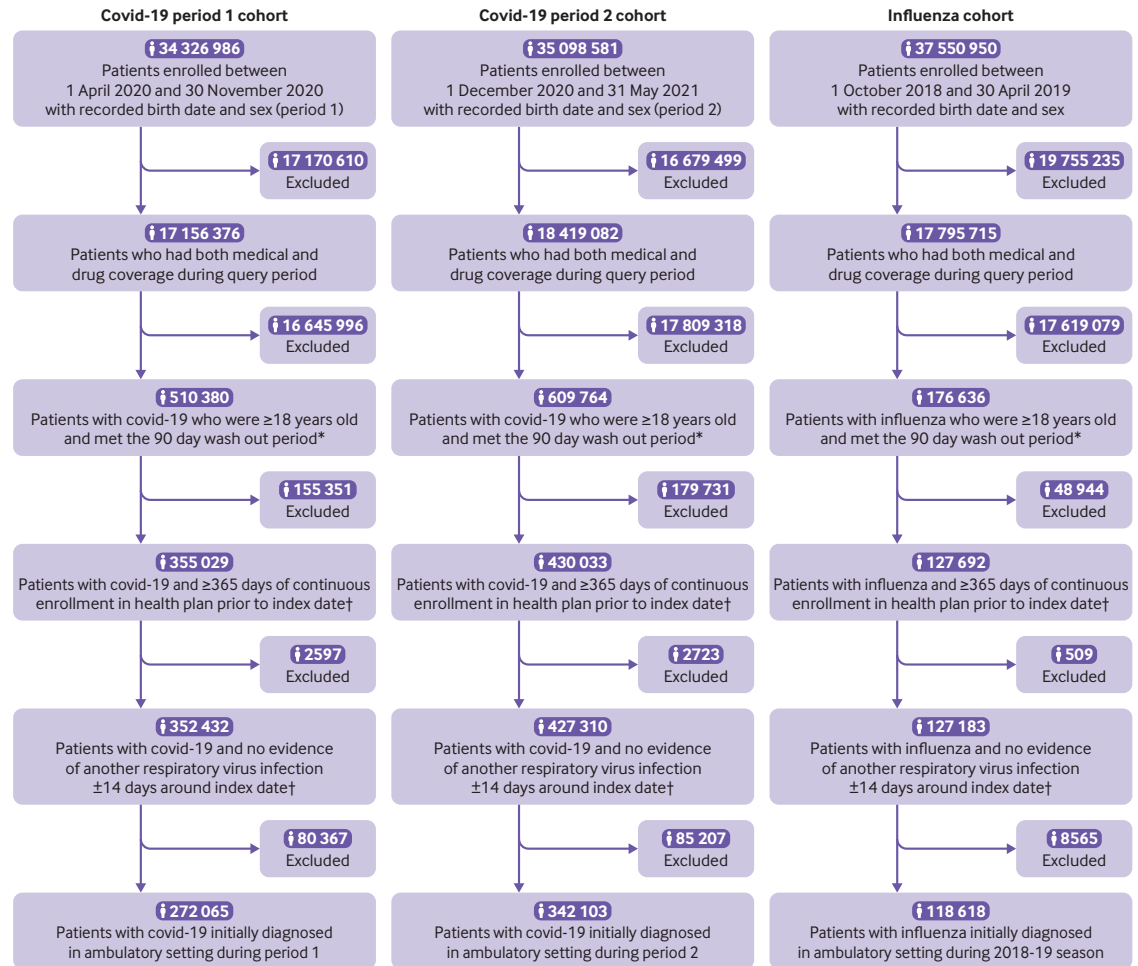 Covid-19 period 1 cohort
34 326 986
Patients enrolled between
1 April 2020 and 30 November 2020
with recorded birth date and sex (period 1)
17 170 610
Excluded
17 156 376
Patients who had both medical and
drug coverage during query period
16 645 996
Excluded
510 380
Patients with covid-19 who were ≥18 years old
and met the 90 day wash out period*
155 351
Excluded
355 029
Patients with covid-19 and ≥365 days of continuous
enrollment in health plan prior to index date†
2597
Excluded
352 432
Patients with covid-19 and no evidence
of another respiratory virus infection
±14 days around index date†
80 367
Excluded
272 065
Patients with covid-19 initially diagnosed
in ambulatory setting during period 1
Covid-19 period 2 cohort
35 098 581
Patients enrolled between
1 December 2020 and 31 May 2021
with recorded birth date and sex (period 2)
16 679 499
Excluded
18 419 082
Patients who had both medical and
drug coverage during query period
17 809 318
Excluded
609 764
Patients with covid-19 who were ≥18 years old
and met the 90 day wash out period*
179 731
Excluded
430 033
Patients with covid-19 and ≥365 days of continuous
enrollment in health plan prior to index date†
2723
Excluded
427 310
Patients with covid-19 and no evidence
of another respiratory virus infection
±14 days around index date†
85 207
Excluded
342 103
Patients with covid-19 initially diagnosed
in ambulatory setting during period 2
Influenza cohort
37 550 950
Patients enrolled between
1 October 2018 and 30 April 2019
with recorded birth date and sex
19 755 235
Excluded
17 795 715
Patients who had both medical and
drug coverage during query period
17 619 079
Excluded
176 636
Patients with influenza who were ≥18 years old
and met the 90 day wash out period*
48 944
Excluded
127 692
Patients with influenza and ≥365 days of continuous
enrollment in health plan prior to index date†
509
Excluded
127 183
Patients with influenza and no evidence
of another respiratory virus infection
±14 days around index date†
8565
Excluded
118 618
Patients with influenza initially diagnosed
in ambulatory setting during 2018-19 season